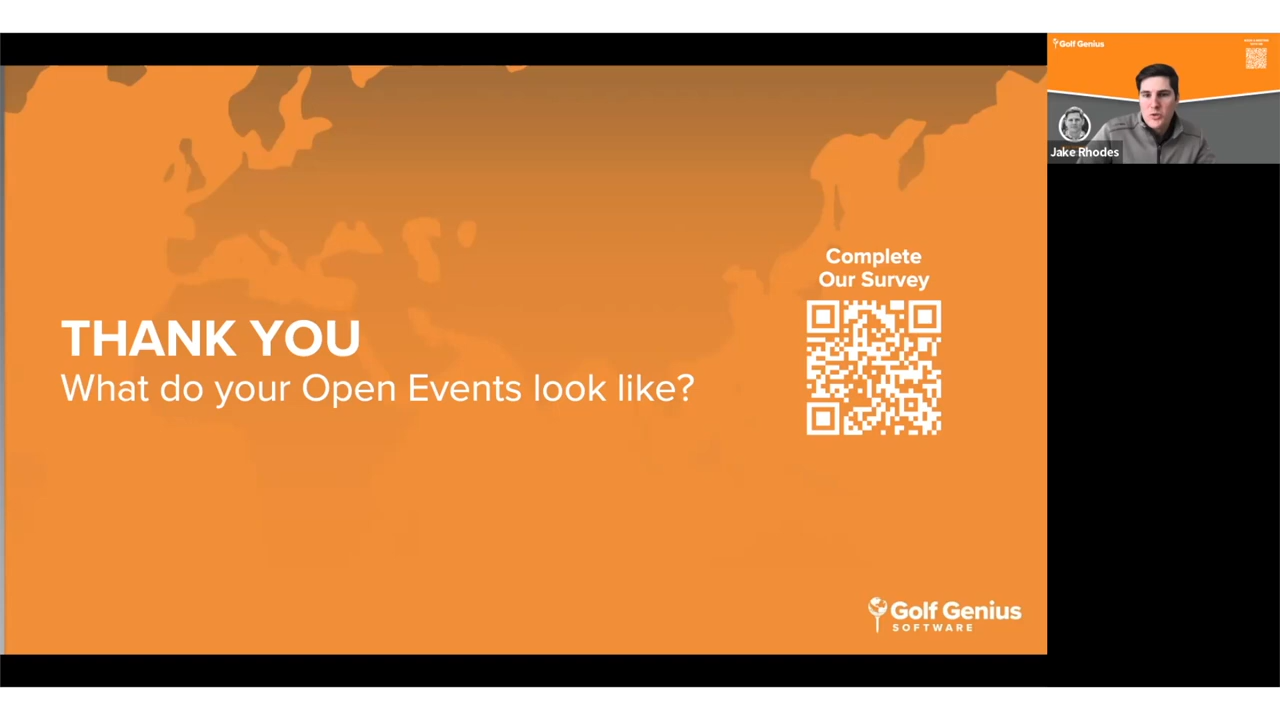 THANK YOU
What do your Open Events look like?
Complete
Our Survey
Golf Genius
SOFTWARE
Golf Genius
Jake Rhodes